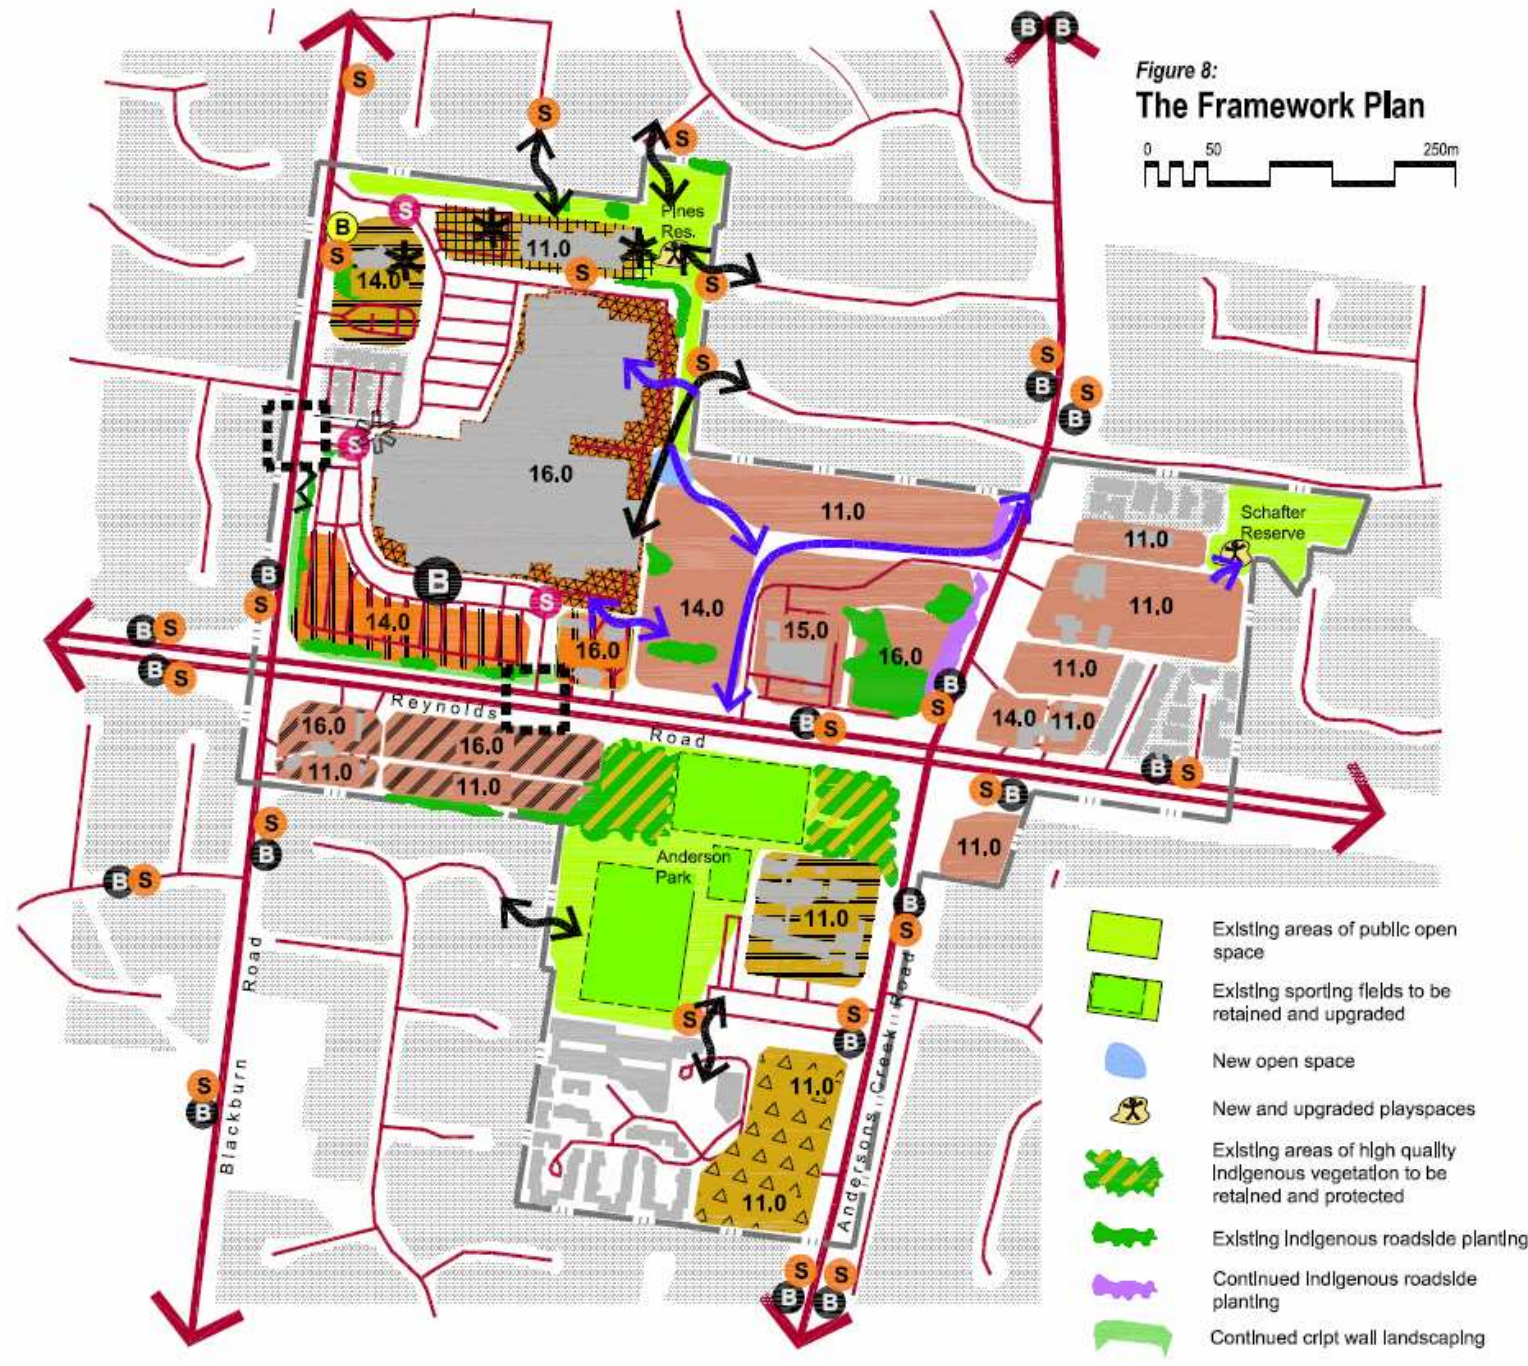 Figure 8:
The Framework Plan
0 50 250m
B B
S
S
S
S
B
S
Pines
Res.
11.0
S
14.0
S
S
S
S
B
S
B
S
16.0
11.0
Schafter
Reserve
11.0
11.0
B
S
B
S
14.0
14.0
15.0
16.0
16.0
11.0
B S
B S
B
S
14.0
11.0
B S
Reynolds
Road
16.0
16.0
11.0
11.0
B S
S B
11.0
S
B
B S
Anderson
Park
11.0
B
S
S
S
B
Blackburn Road
Andersons Creek Road
S
B
11.0
11.0
S S
B B
Existing areas of public open
space
Existing sporting fields to be
retained and upgraded
New open space
New and upgraded playspaces
Existing areas of high quality
indigenous vegetation to be
retained and protected
Existing indigenous roadside planting
Continued indigenous roadside
planting
Continued cript wall landscaping